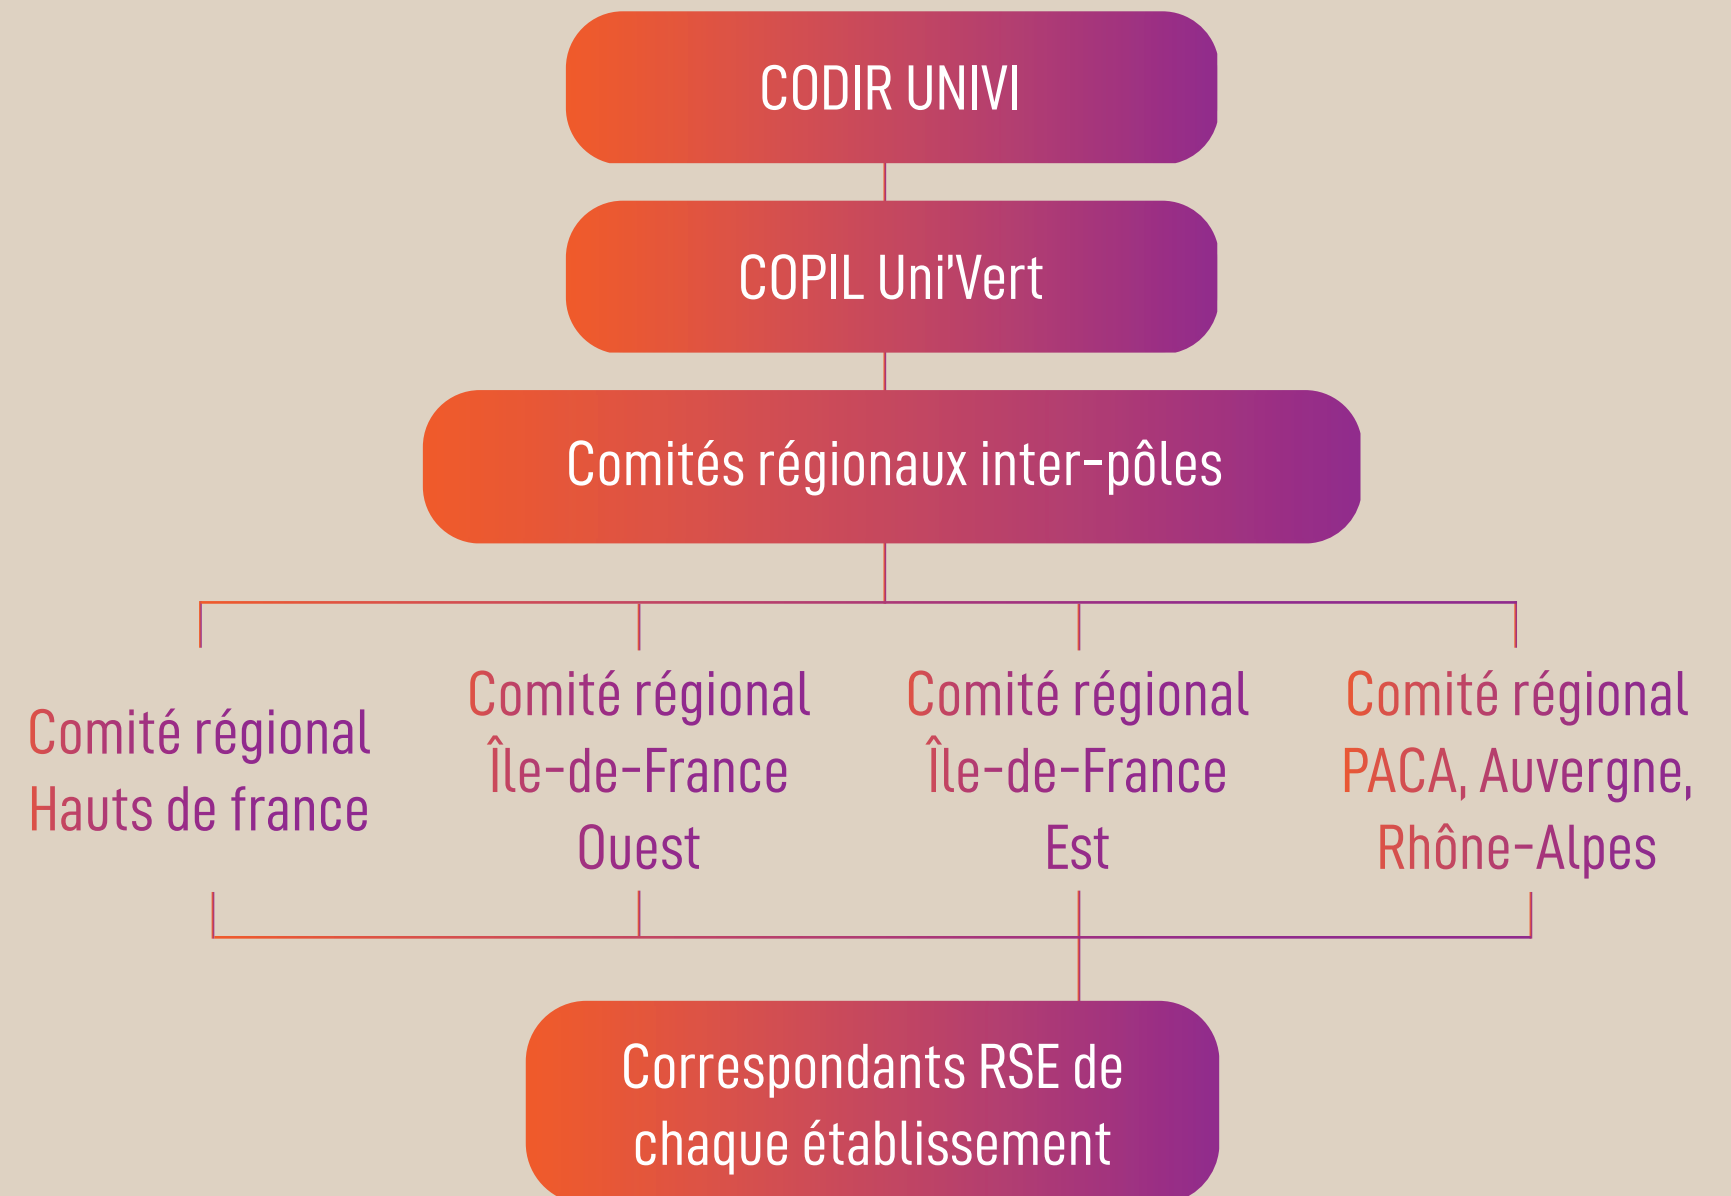 CODIR UNIVI
COPIL Uni'Vert
Comités régionaux inter-pôles
Comité régional
Hauts de france
Comité régional
Île-de-France
Ouest
Comité régional
Île-de-France
Est
Comité régional
PACA, Auvergne,
Rhône-Alpes
Correspondants RSE de
chaque établissement